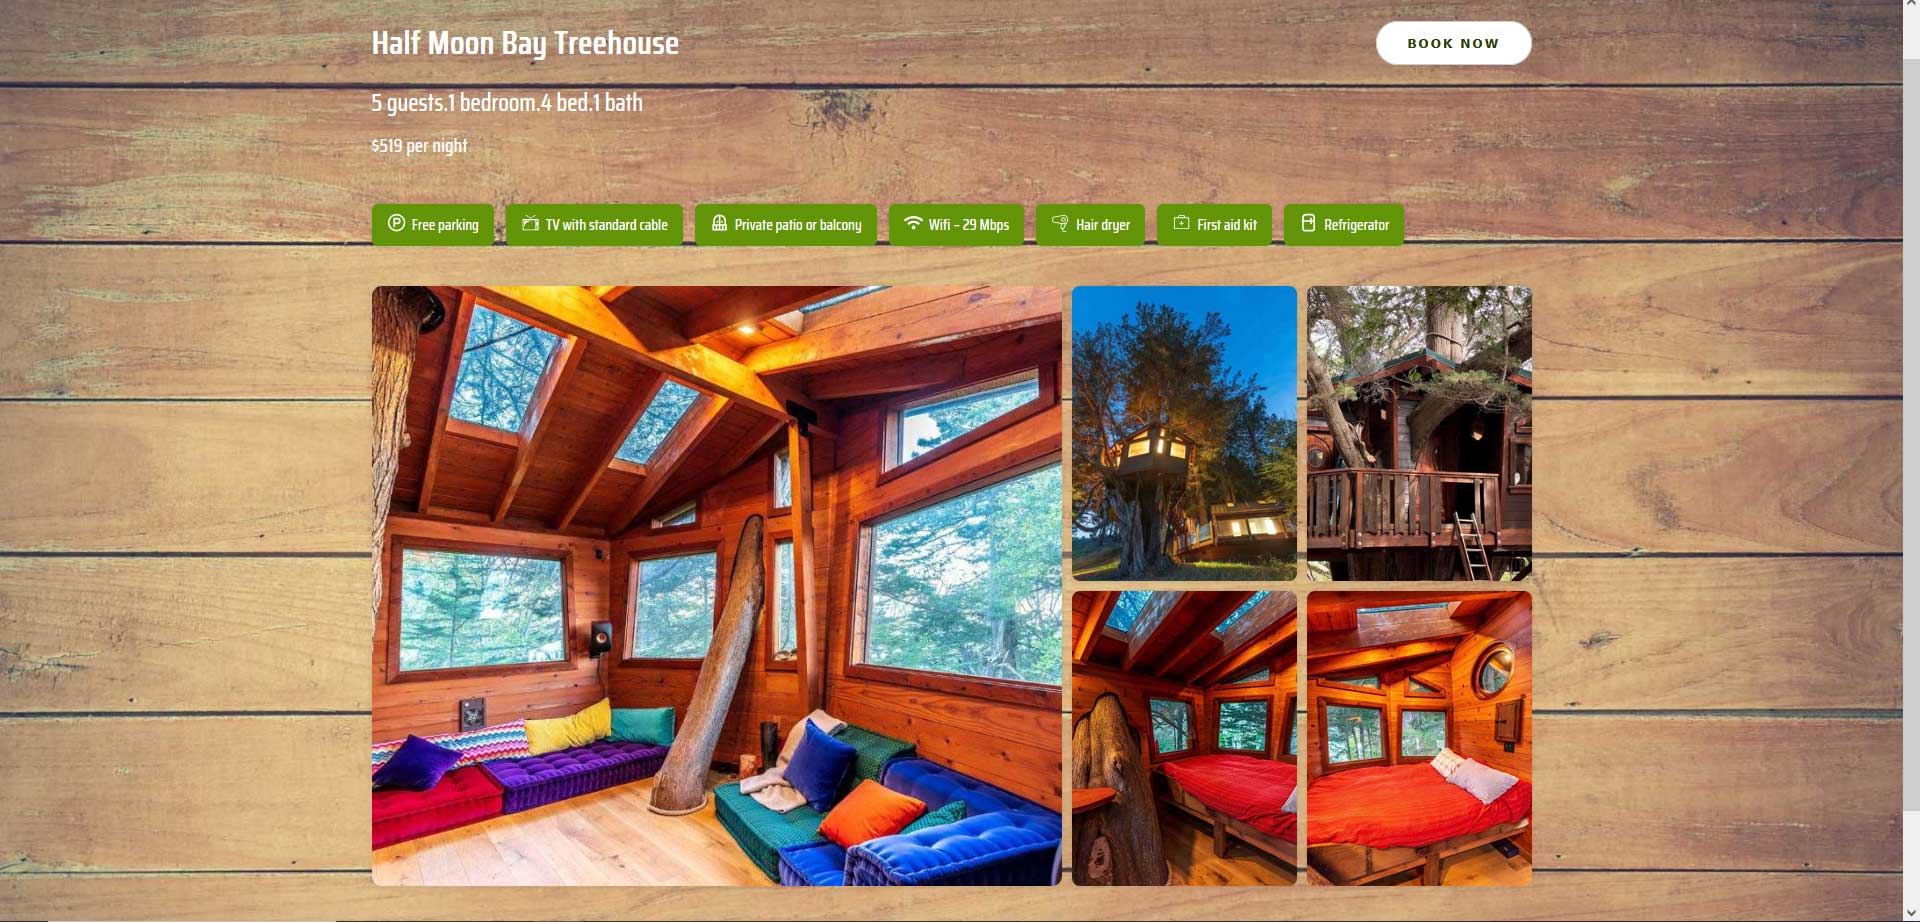 Half Moon Bay Treehouse
BOOK NOW
5 guests.1 bedroom.4 bed.1 bath
$519 per night
Free parking
TV with standard cable
Private patio or balcony
Wifi – 29 Mbps
Hair dryer
First aid kit
Refrigerator